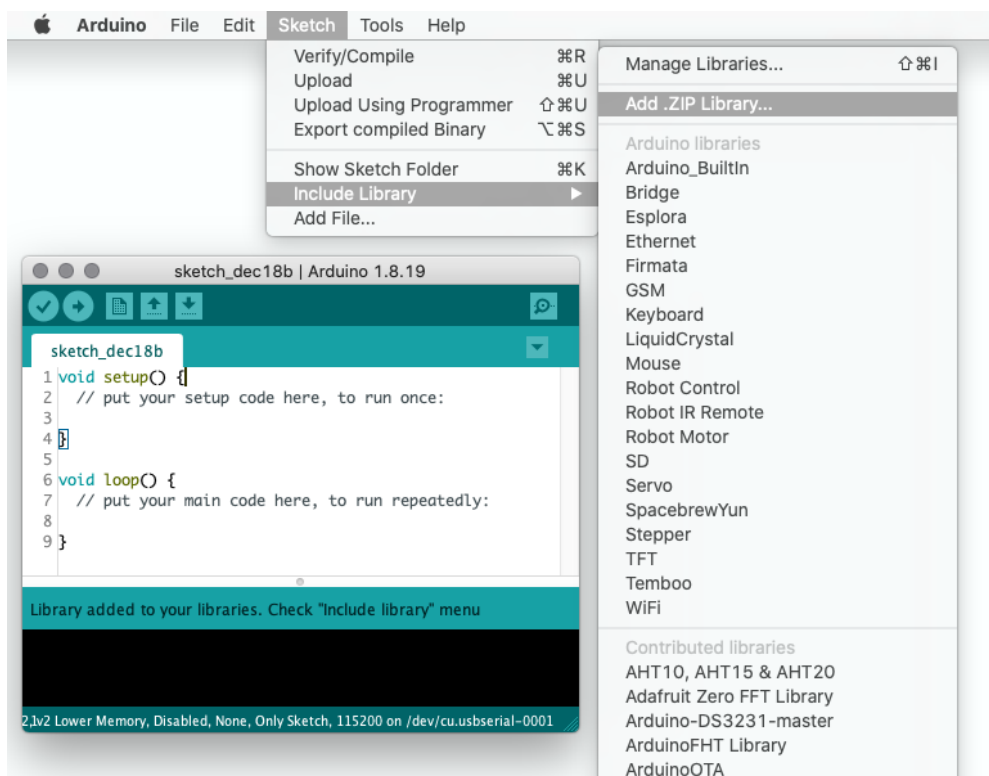 Arduino File Edit Sketch Tools Help
Verify/Compile ⌘R
Upload ⌘U
Upload Using Programmer ⇧⌘U
Export compiled Binary ⌥⌘S
Show Sketch Folder ⌘K
Include Library ▶
Add File...
Manage Libraries... ⇧⌘I
Add .ZIP Library...
Arduino libraries
Arduino_BuiltIn
Bridge
Esplora
Ethernet
Firmata
GSM
Keyboard
LiquidCrystal
Mouse
Robot Control
Robot IR Remote
Robot Motor
SD
Servo
SpacebrewYun
Stepper
TFT
Temboo
WiFi
Contributed libraries
AHT10, AHT15 & AHT20
Adafruit Zero FFT Library
Arduino-DS3231-master
ArduinoFHT Library
ArduinoOTA
sketch_dec18b | Arduino 1.8.19
sketch_dec18b
1 void setup() {
2 // put your setup code here, to run once:
3
4 }
5
6 void loop() {
7 // put your main code here, to run repeatedly:
8
9 }
Library added to your libraries. Check "Include library" menu
2,1v2 Lower Memory, Disabled, None, Only Sketch, 115200 on /dev/cu.usbserial-0001